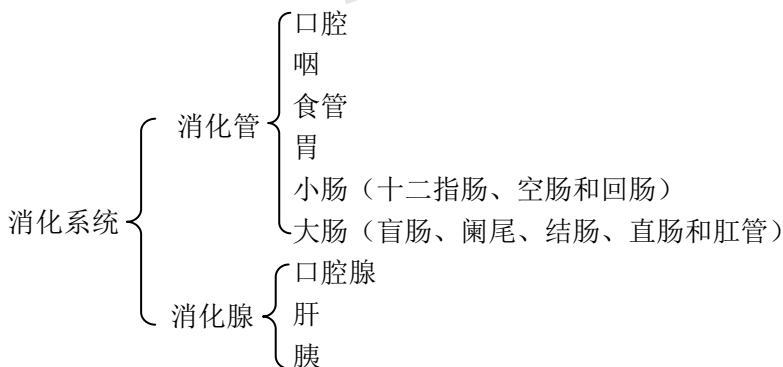 口腔
咽
食管
消化管
胃
小肠（十二指肠、空肠和回肠）
消化系统
大肠（盲肠、阑尾、结肠、直肠和肛管）
口腔腺
消化腺
肝
胰